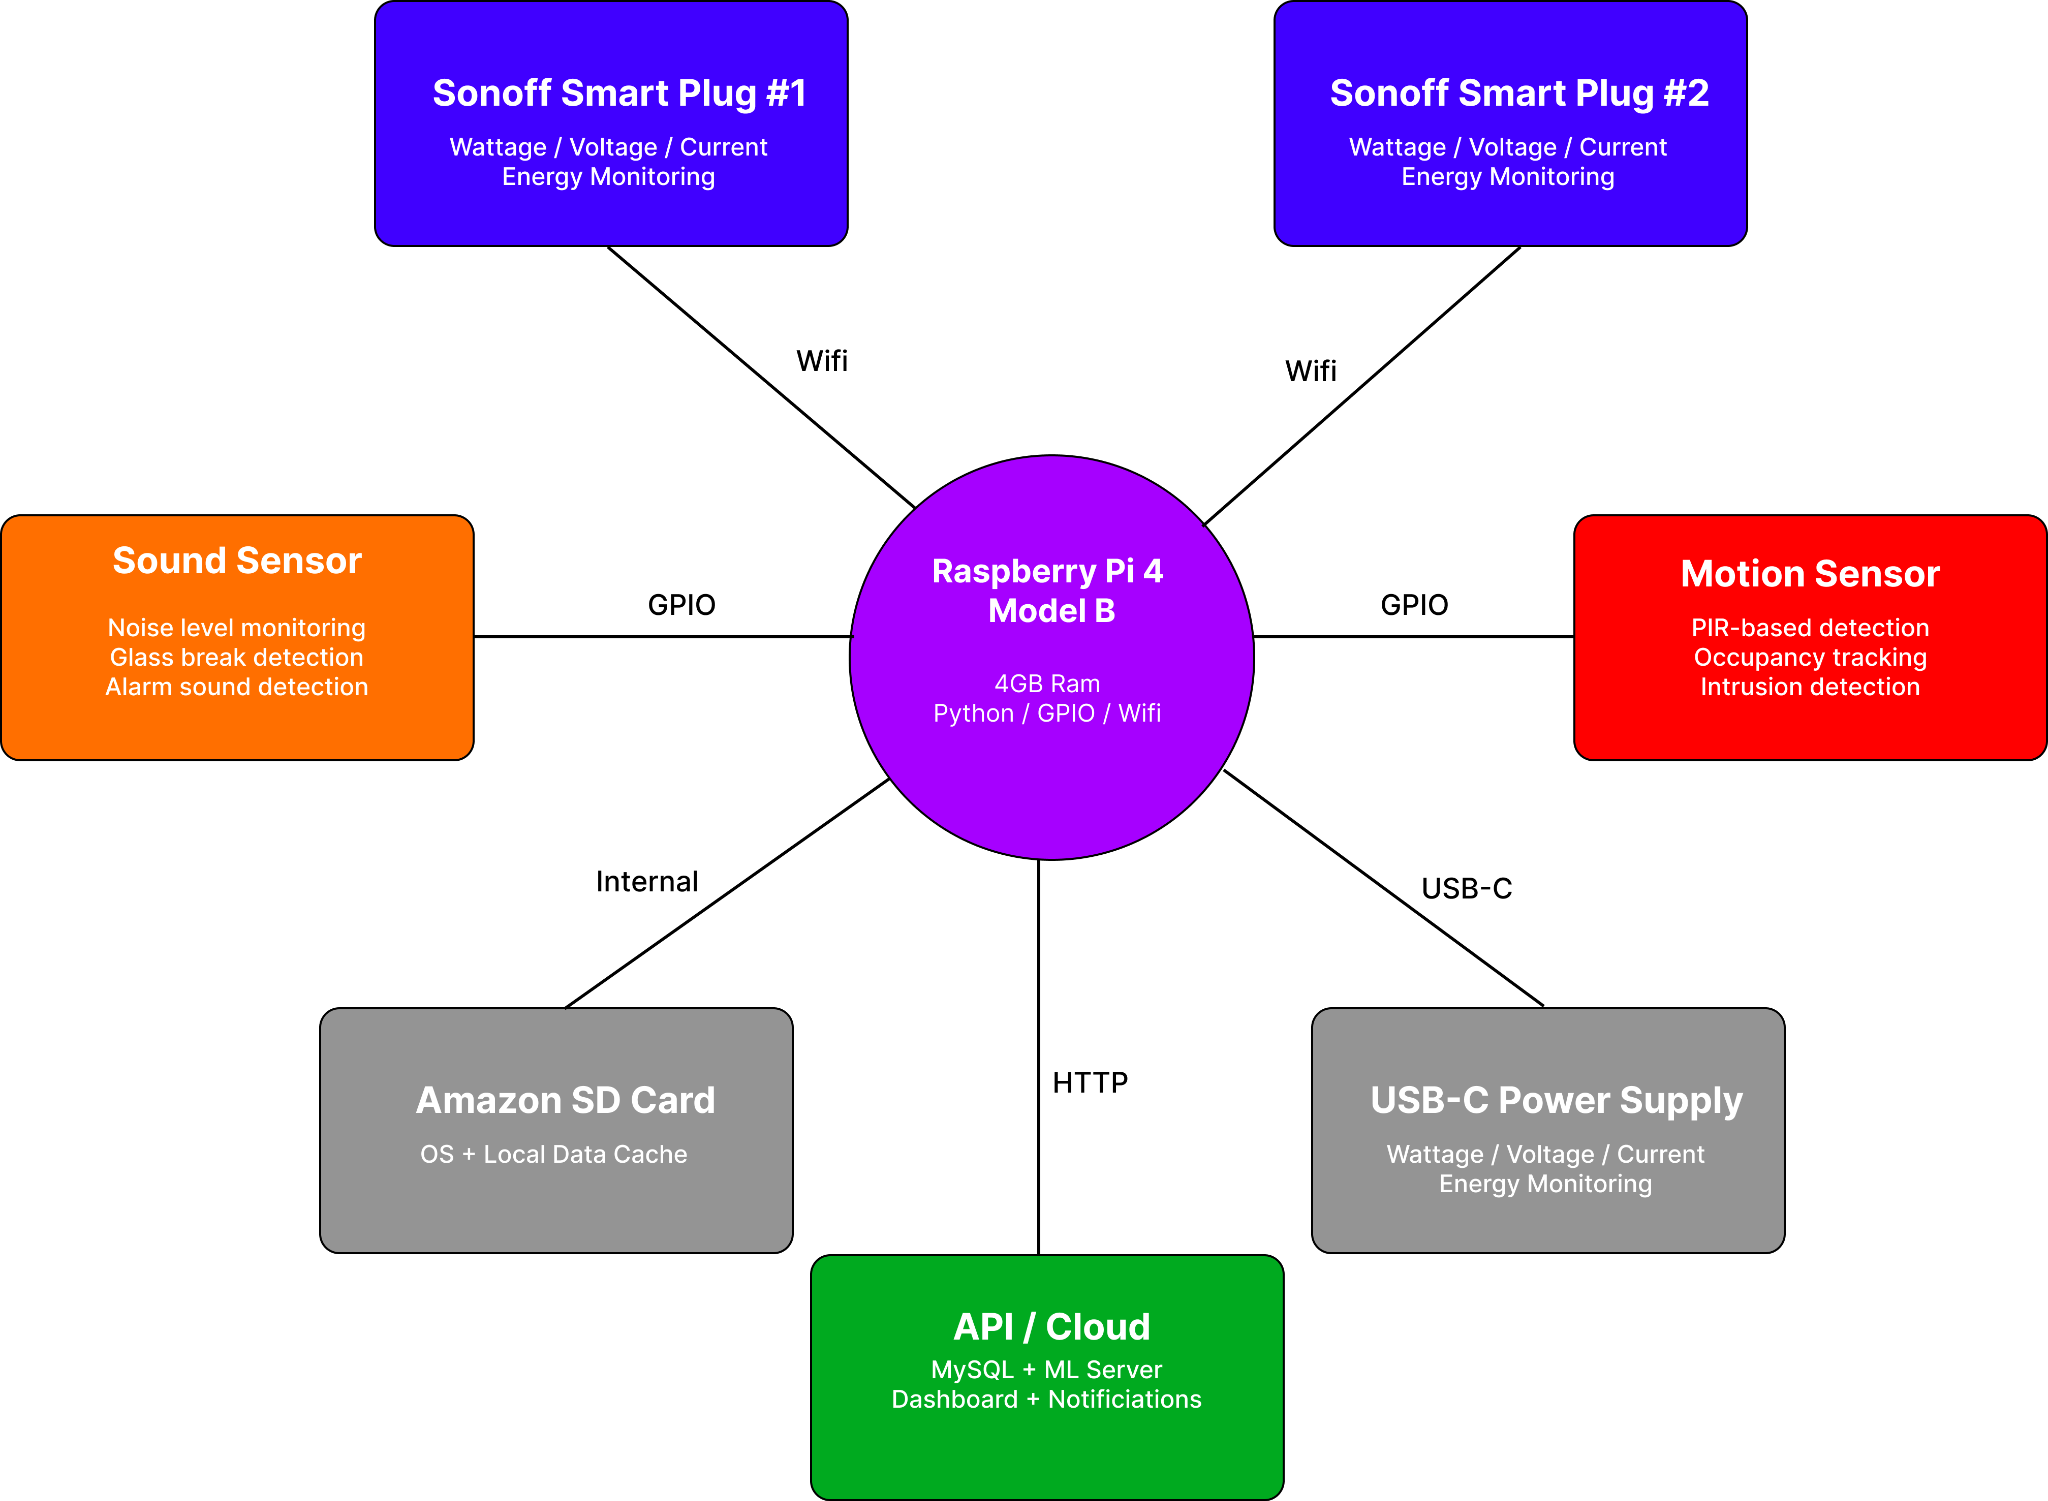 Sonoff Smart Plug #1
Wattage / Voltage / Current
Energy Monitoring
Sonoff Smart Plug #2
Wattage / Voltage / Current
Energy Monitoring
Wifi
Wifi
Sound Sensor
Noise level monitoring
Glass break detection
Alarm sound detection
GPIO
Raspberry Pi 4
Model B
4GB Ram
Python / GPIO / Wifi
GPIO
Motion Sensor
PIR-based detection
Occupancy tracking
Intrusion detection
Internal
USB-C
HTTP
Amazon SD Card
OS + Local Data Cache
USB-C Power Supply
Wattage / Voltage / Current
Energy Monitoring
API / Cloud
MySQL + ML Server
Dashboard + Notificiations